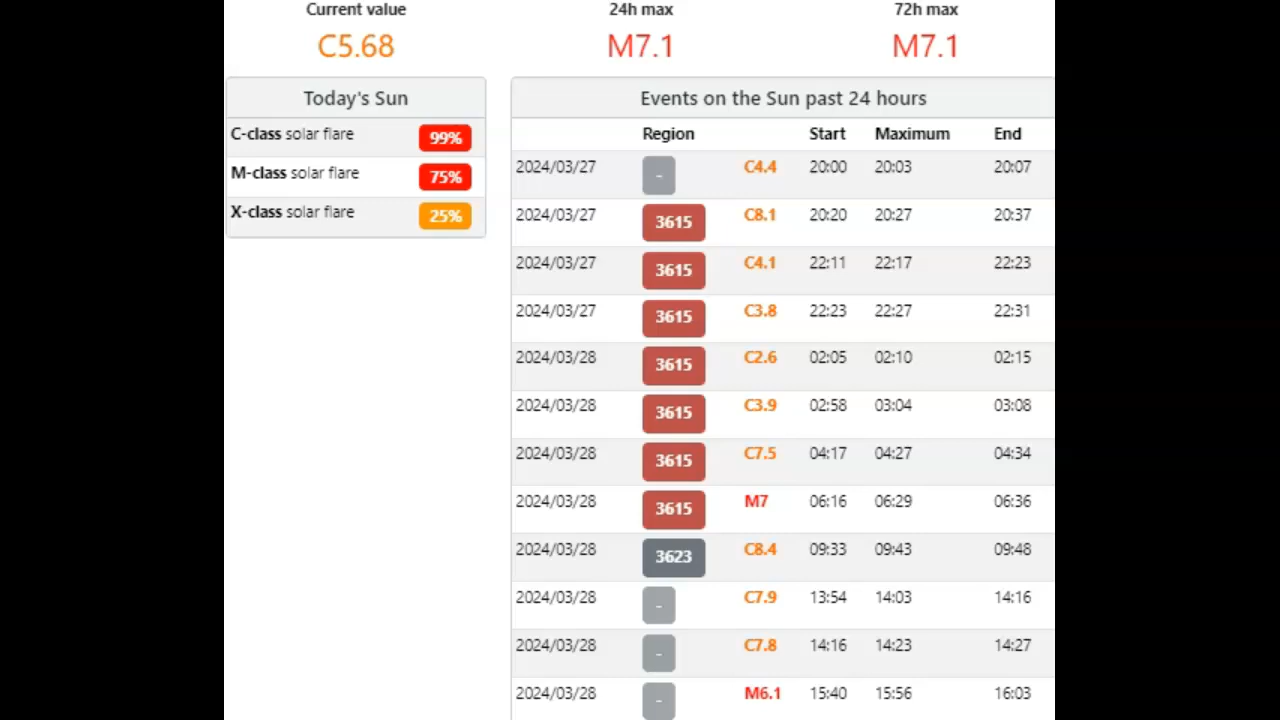 Current value 24h max 72h max
C5.68 M7.1 M7.1
Today's Sun
C-class solar flare 99%
M-class solar flare 75%
X-class solar flare 25%
Events on the Sun past 24 hours
Region Start Maximum End
2024/03/27 - C4.4 20:00 20:03 20:07
2024/03/27 3615 C8.1 20:20 20:27 20:37
2024/03/27 3615 C4.1 22:11 22:17 22:23
2024/03/27 3615 C3.8 22:23 22:27 22:31
2024/03/28 3615 C2.6 02:05 02:10 02:15
2024/03/28 3615 C3.9 02:58 03:04 03:08
2024/03/28 3615 C7.5 04:17 04:27 04:34
2024/03/28 3615 M7 06:16 06:29 06:36
2024/03/28 3623 C8.4 09:33 09:43 09:48
2024/03/28 - C7.9 13:54 14:03 14:16
2024/03/28 - C7.8 14:16 14:23 14:27
2024/03/28 - M6.1 15:40 15:56 16:03